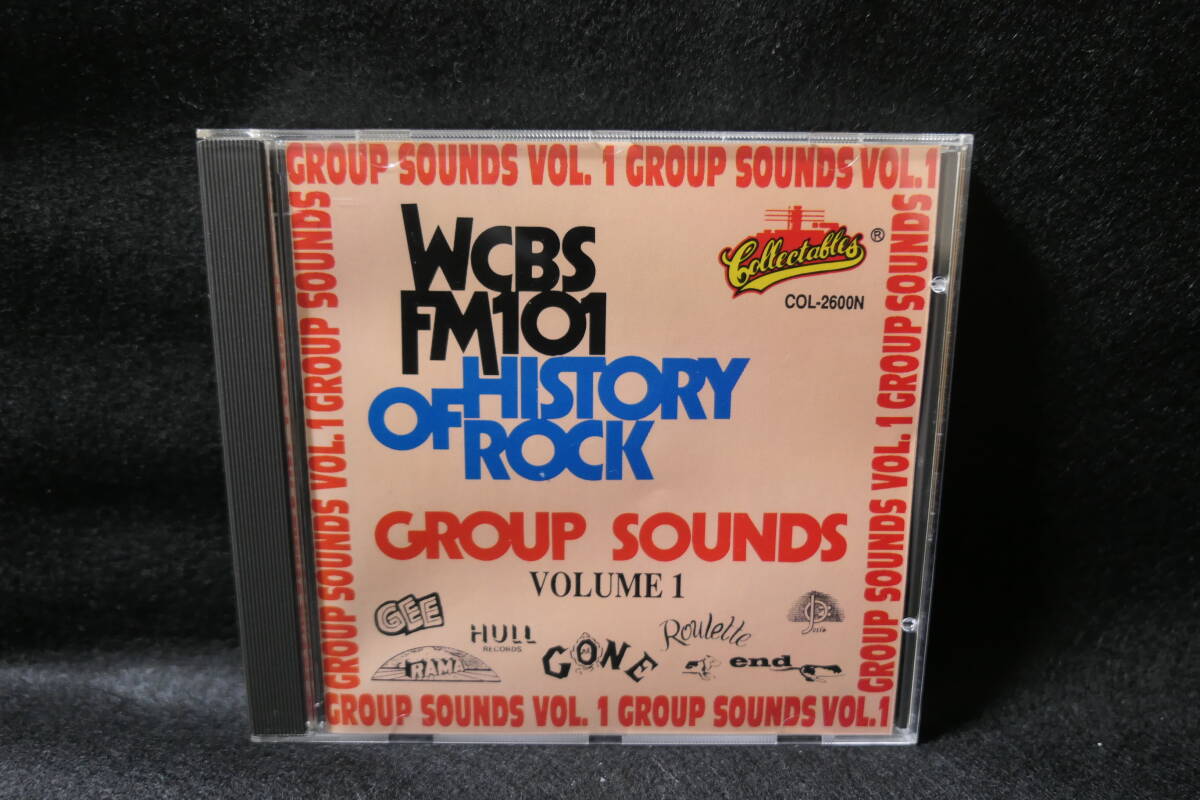 GROUP SOUNDS VOL. 1 GROUP SOUNDS VOL.1
GROUP SOUNDS VOL.1 GROUP SOUNDS
WCBS
FM101
HISTORY
OF ROCK
Collectables ®
COL-2600N
GROUP SOUNDS
VOLUME 1
GEE
HULL
RECORDS
Roulette
Josie
RAMA
GONE
end
GROUP SOUNDS VOL.1 GROUP SOUNDS
GROUP SOUNDS VOL. 1 GROUP SOUNDS VOL.1